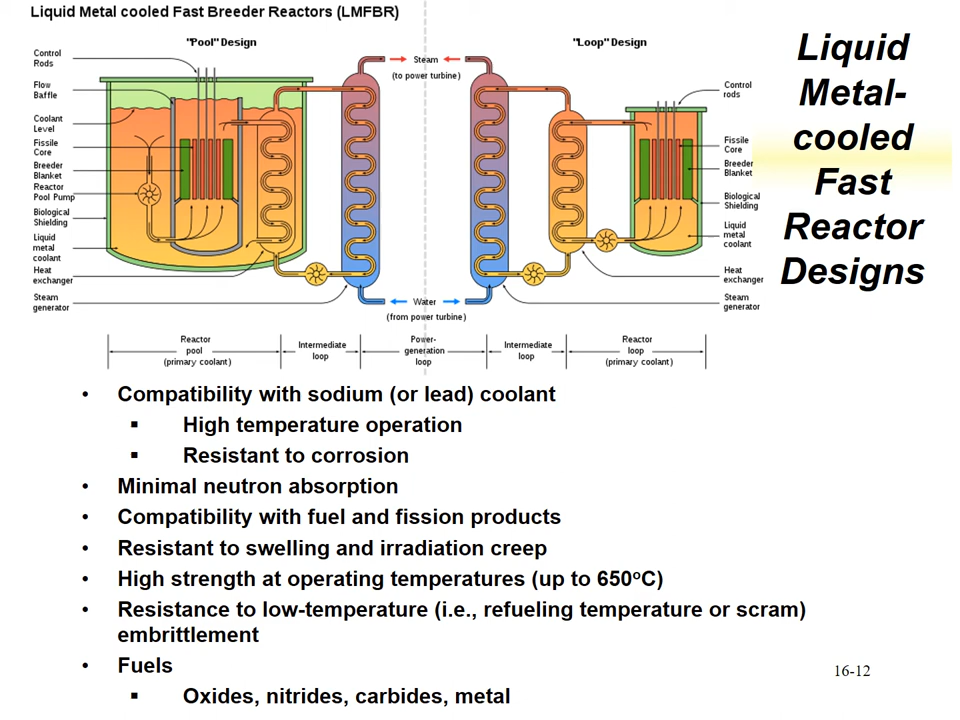 Liquid Metal cooled Fast Breeder Reactors (LMFBR)
"Pool" Design
"Loop" Design
Liquid
Metal-
cooled
Fast
Reactor
Designs
Control
Rods
Flow
Baffle
Coolant
Level
Fissile
Core
Breeder
Blanket
Reactor
Pool Pump
Biological
Shielding
Liquid
metal
coolant
Heat
exchanger
Steam
generator
Steam
(to power turbine)
Water
(from power turbine)
Control
rods
Fissile
Core
Breeder
Blanket
Biological
Shielding
Liquid
metal
coolant
Heat
exchanger
Steam
generator
Reactor
pool
(primary coolant)
Intermediate
loop
Power-
generation
loop
Intermediate
loop
Reactor
loop
(primary coolant)
• Compatibility with sodium (or lead) coolant
▪ High temperature operation
▪ Resistant to corrosion
• Minimal neutron absorption
• Compatibility with fuel and fission products
• Resistant to swelling and irradiation creep
• High strength at operating temperatures (up to 650ºC)
• Resistance to low-temperature (i.e., refueling temperature or scram)
embrittlement
• Fuels
▪ Oxides, nitrides, carbides, metal
16-12